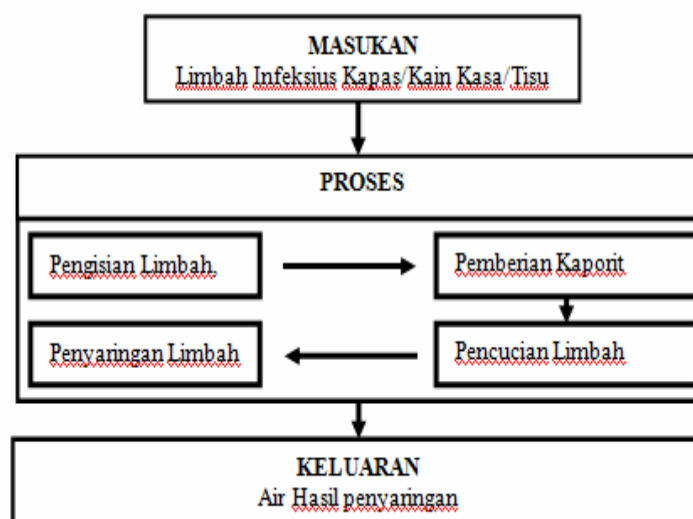 MASUKAN
Limbah Infeksius Kapas/Kain Kasa/Tisu
PROSES
Pengisian Limbah,
Pemberian Kaporit
Pencucian Limbah
Penyaringan Limbah
KELUARAN
Air Hasil penyaringan